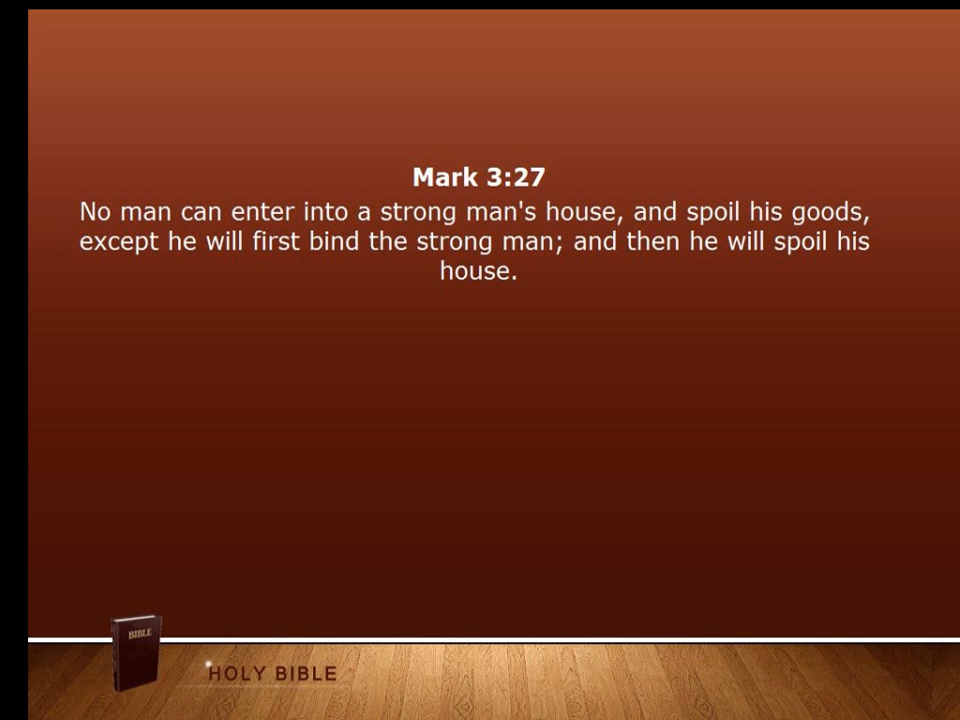 Mark 3:27
No man can enter into a strong man's house, and spoil his goods,
except he will first bind the strong man; and then he will spoil his
house.
BIBLE
HOLY BIBLE